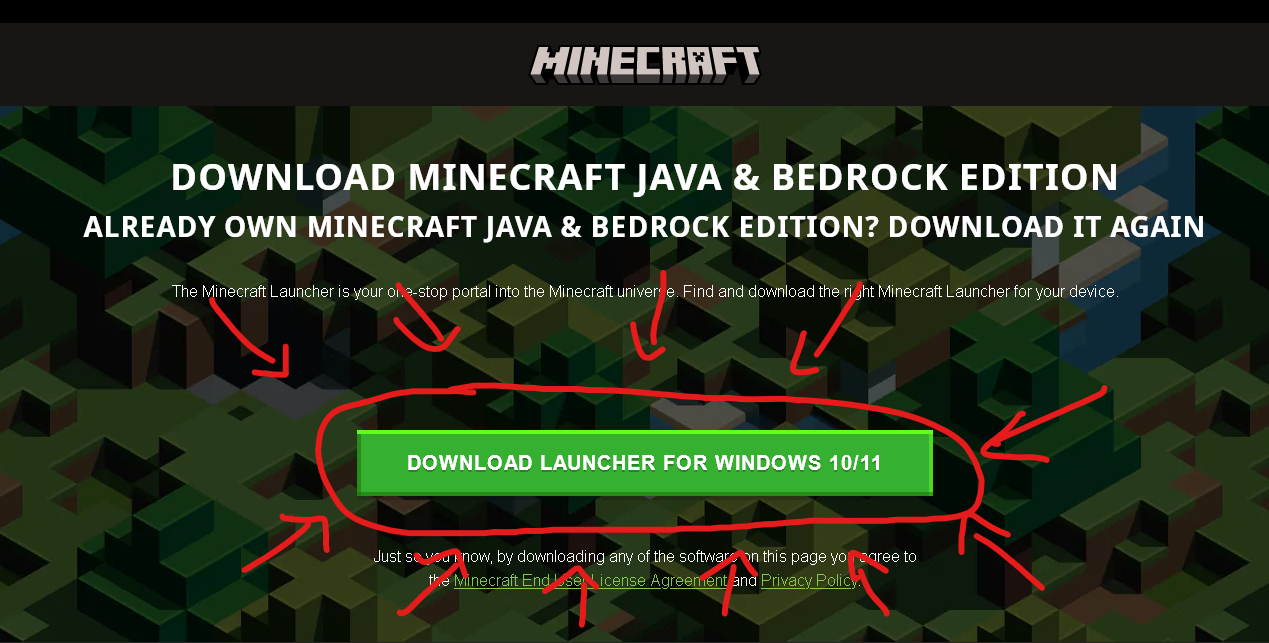 MINECRAFT
DOWNLOAD MINECRAFT JAVA & BEDROCK EDITION
ALREADY OWN MINECRAFT JAVA & BEDROCK EDITION? DOWNLOAD IT AGAIN
The Minecraft Launcher is your one-stop portal into the Minecraft universe. Find and download the right Minecraft Launcher for your device.
DOWNLOAD LAUNCHER FOR WINDOWS 10/11
Just so you know, by downloading any of the software on this page you agree to
the Minecraft End User License Agreement and Privacy Policy.